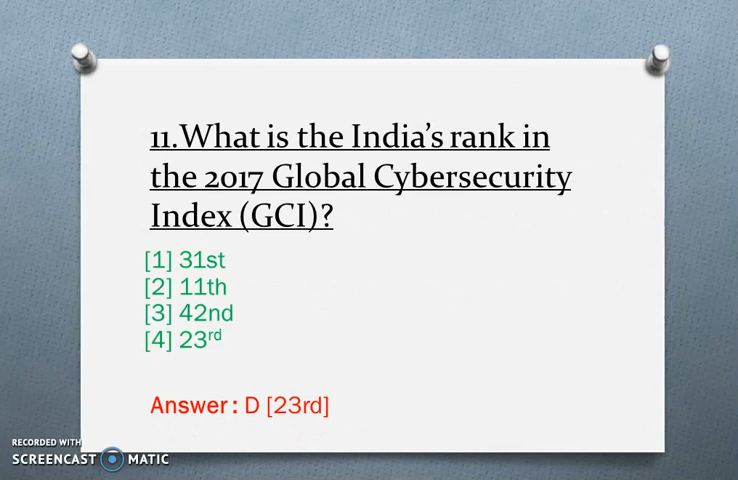 11.What is the India's rank in
the 2017 Global Cybersecurity
Index (GCI)?
[1] 31st
[2] 11th
[3] 42nd
[4] 23rd
Answer : D [23rd]
RECORDED WITH
SCREENCAST MATIC